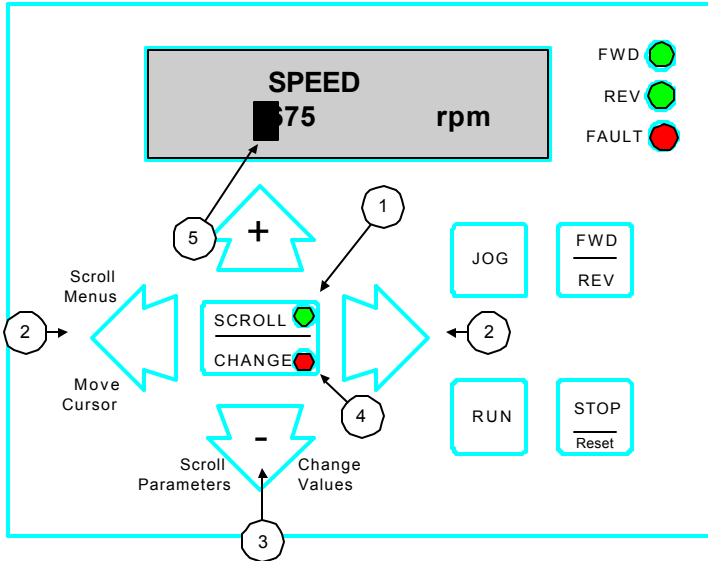 SPEED
675 rpm
FWD
REV
FAULT
1
5
+
JOG
FWD
REV
Scroll
Menus
2
SCROLL
CHANGE
2
Move
Cursor
4
RUN
STOP
Reset
-
Scroll
Parameters
Change
Values
3